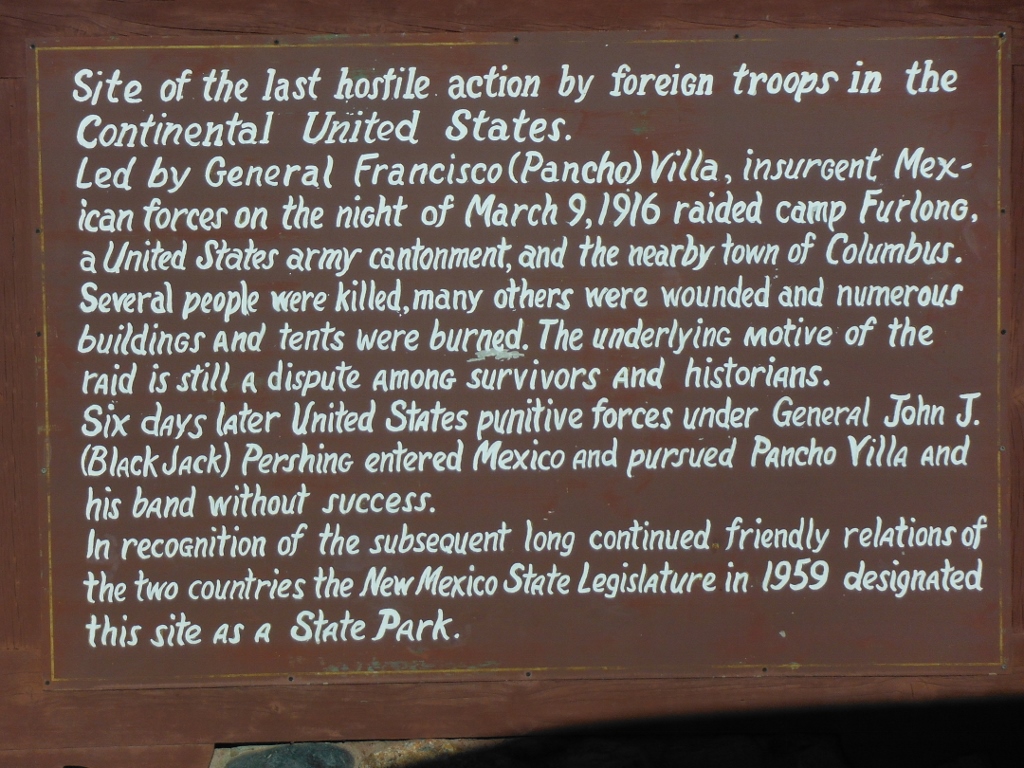 Site of the last hostile action by foreign troops in the
Continental United States.
Led by General Francisco (Pancho) Villa, insurgent Mex-
ican forces on the night of March 9, 1916 raided camp Furlong,
a United States army cantonment, and the nearby town of Columbus.
Several people were killed, many others were wounded and numerous
buildings and tents were burned. The underlying motive of the
raid is still a dispute among survivors and historians.
Six days later United States punitive forces under General John J.
(Black Jack) Pershing entered Mexico and pursued Pancho Villa and
his band without success.
In recognition of the subsequent long continued friendly relations of
the two countries the New Mexico State Legislature in 1959 designated
this site as a State Park.